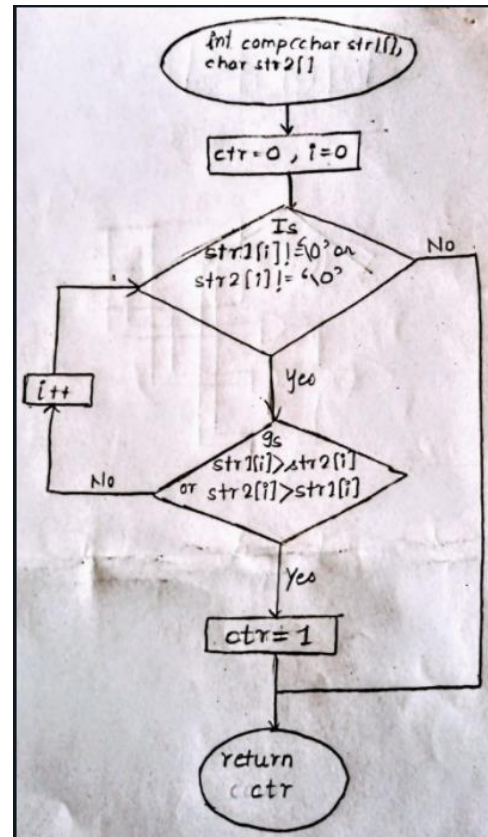 int comp(char str1[],
char str2[]
ctr=0, i=0
Is
str1[i]!='\0' or
str2[i]!='\0'
No
Yes
i++
Is
str1[i]>str2[i]
or str2[i]>str1[i]
No
Yes
ctr=1
return
ctr